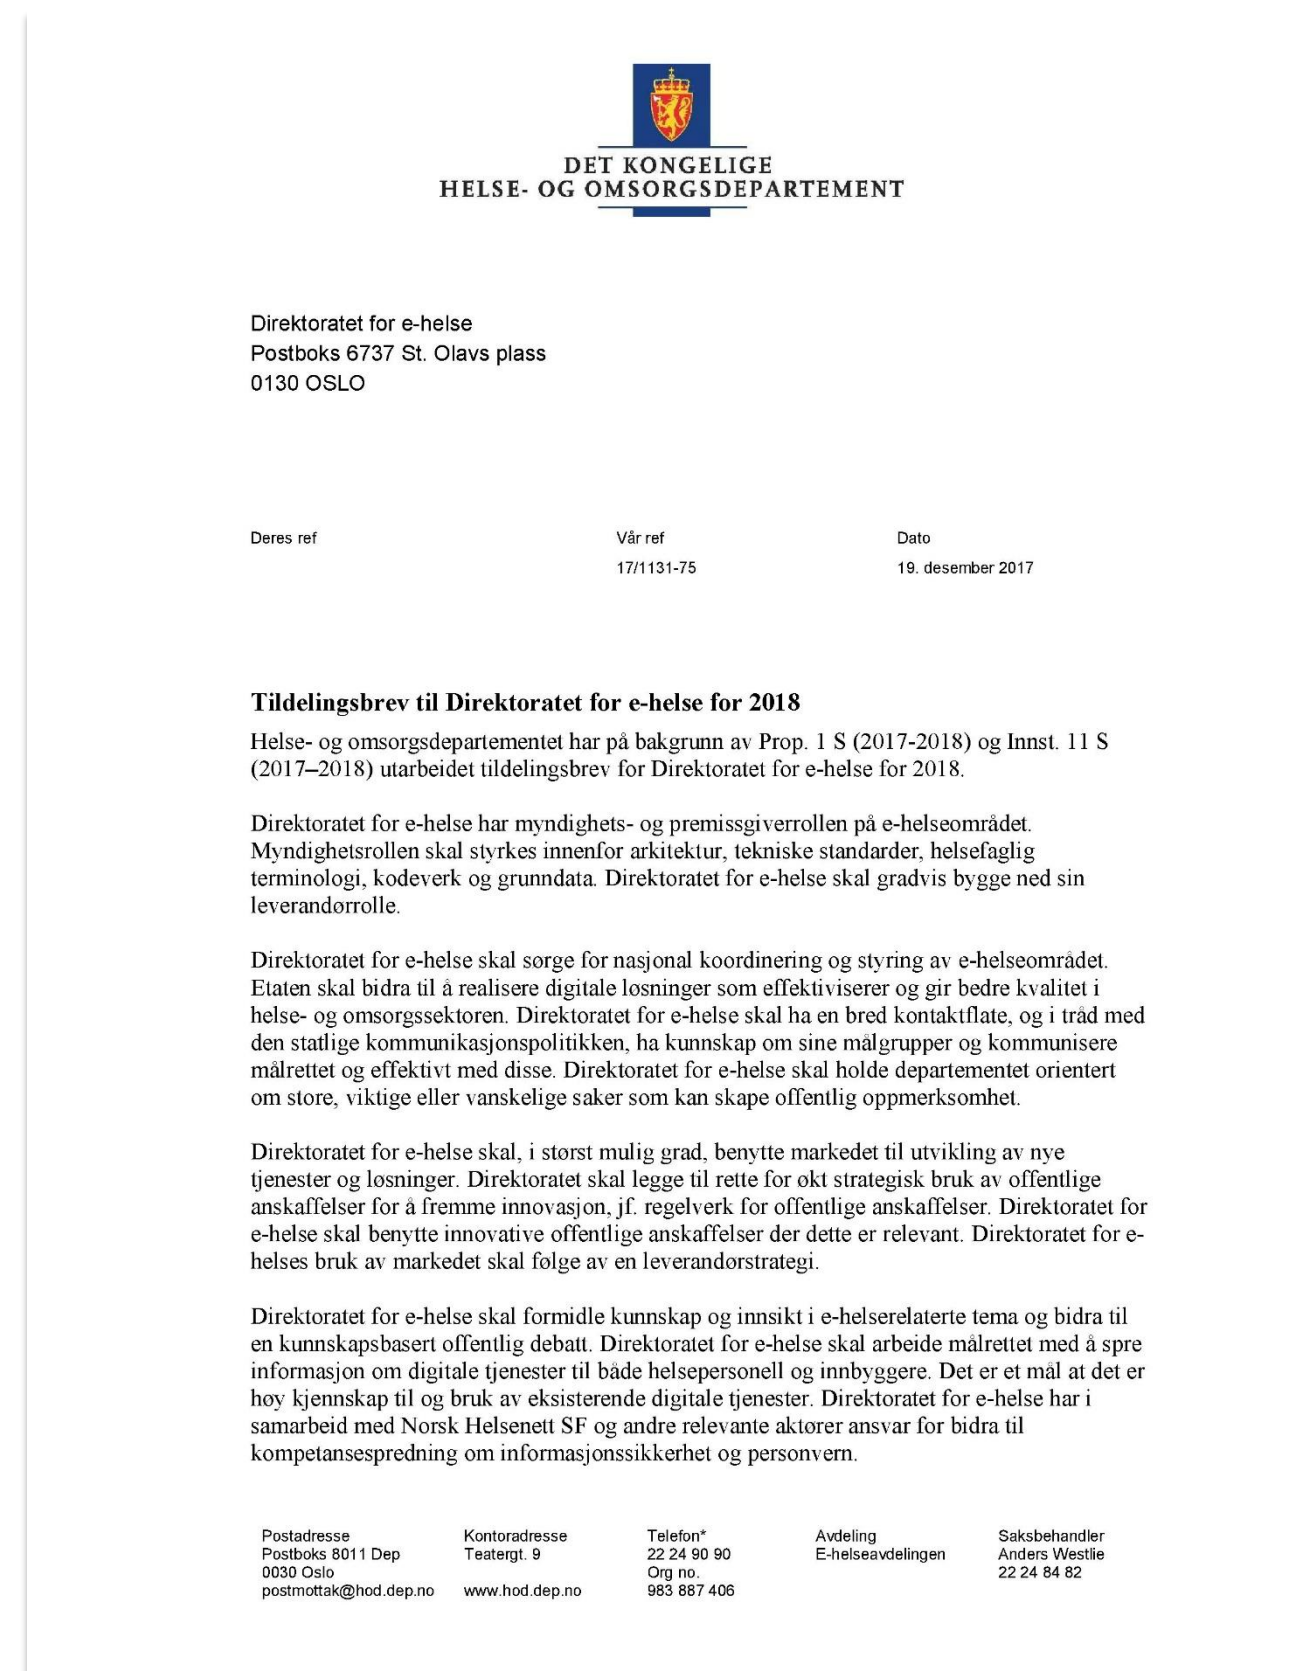 DET KONGELIGE
HELSE- OG OMSORGSDEPARTEMENT
Direktoratet for e-helse
Postboks 6737 St. Olavs plass
0130 OSLO
Deres ref
Vår ref
Dato
17/1131-75
19. desember 2017
Tildelingsbrev til Direktoratet for e-helse for 2018
Helse- og omsorgsdepartementet har på bakgrunn av Prop. 1 S (2017-2018) og Innst. 11 S
(2017–2018) utarbeidet tildelingsbrev for Direktoratet for e-helse for 2018.
Direktoratet for e-helse har myndighets- og premissgiverrollen på e-helseområdet.
Myndighetsrollen skal styrkes innenfor arkitektur, tekniske standarder, helsefaglig
terminologi, kodeverk og grunndata. Direktoratet for e-helse skal gradvis bygge ned sin
leverandørrolle.
Direktoratet for e-helse skal sørge for nasjonal koordinering og styring av e-helseområdet.
Etaten skal bidra til å realisere digitale løsninger som effektiviserer og gir bedre kvalitet i
helse- og omsorgssektoren. Direktoratet for e-helse skal ha en bred kontaktflate, og i tråd med
den statlige kommunikasjonspolitikken, ha kunnskap om sine målgrupper og kommunisere
målrettet og effektivt med disse. Direktoratet for e-helse skal holde departementet orientert
om store, viktige eller vanskelige saker som kan skape offentlig oppmerksomhet.
Direktoratet for e-helse skal, i størst mulig grad, benytte markedet til utvikling av nye
tjenester og løsninger. Direktoratet skal legge til rette for økt strategisk bruk av offentlige
anskaffelser for å fremme innovasjon, jf. regelverk for offentlige anskaffelser. Direktoratet for
e-helse skal benytte innovative offentlige anskaffelser der dette er relevant. Direktoratet for e-
helses bruk av markedet skal følge av en leverandørstrategi.
Direktoratet for e-helse skal formidle kunnskap og innsikt i e-helserelaterte tema og bidra til
en kunnskapsbasert offentlig debatt. Direktoratet for e-helse skal arbeide målrettet med å spre
informasjon om digitale tjenester til både helsepersonell og innbyggere. Det er et mål at det er
høy kjennskap til og bruk av eksisterende digitale tjenester. Direktoratet for e-helse har i
samarbeid med Norsk Helsenett SF og andre relevante aktører ansvar for bidra til
kompetansespredning om informasjonssikkerhet og personvern.
Postadresse
Postboks 8011 Dep
0030 Oslo
postmottak@hod.dep.no
Kontoradresse
Teatergt. 9
www.hod.dep.no
Telefon*
22 24 90 90
Org no.
983 887 406
Avdeling
E-helseavdelingen
Saksbehandler
Anders Westlie
22 24 84 82